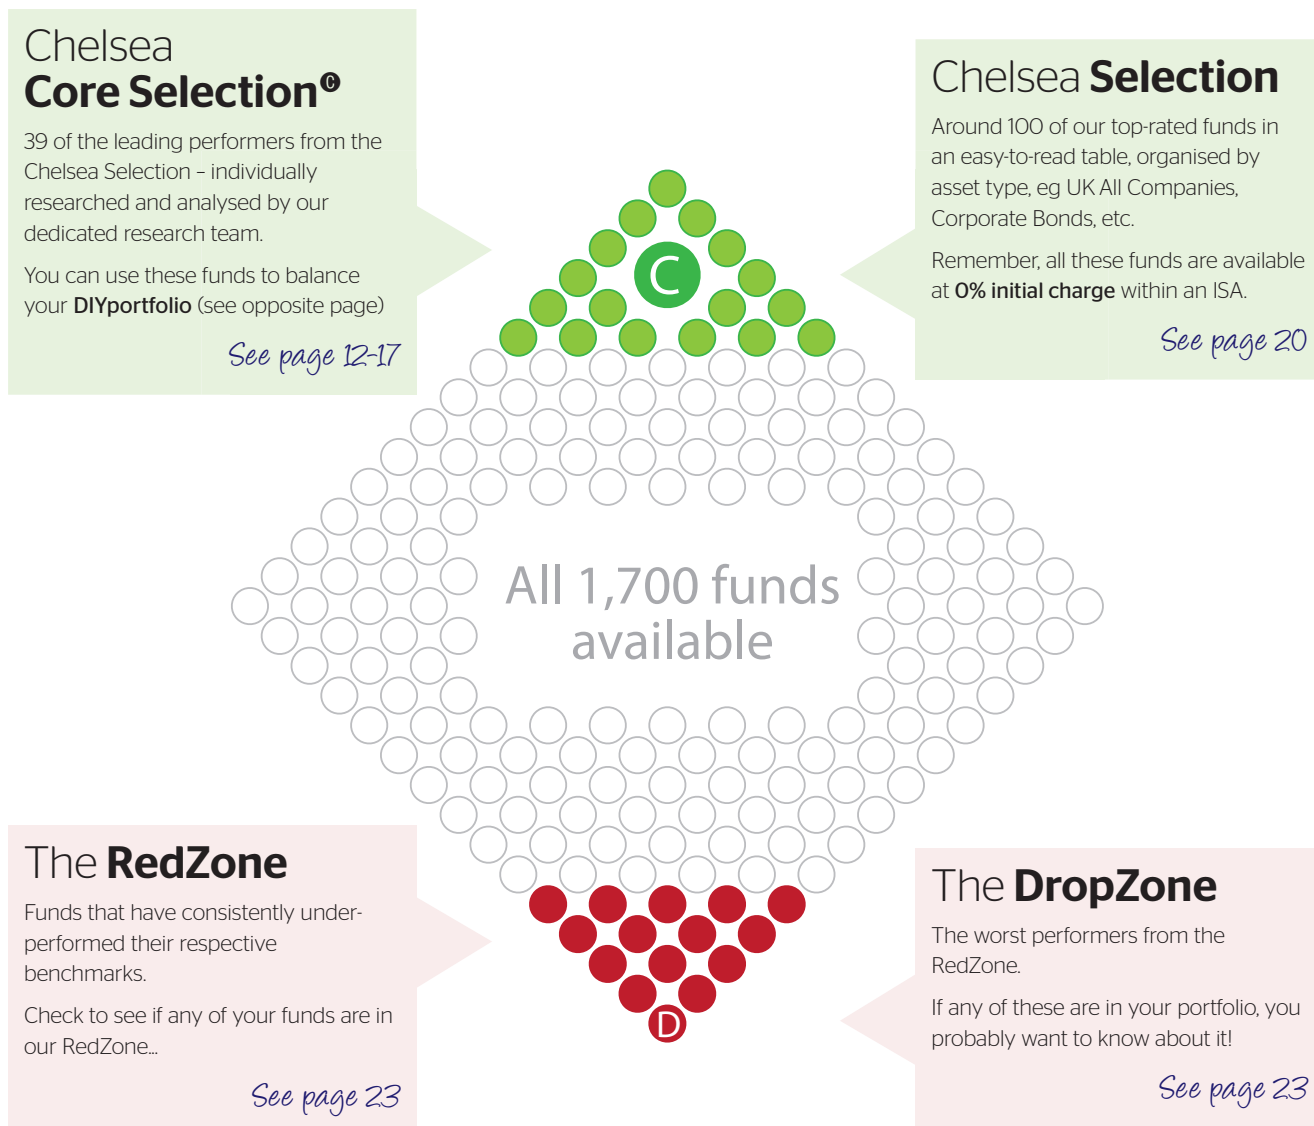 Chelsea
Core Selection C
39 of the leading performers from the
Chelsea Selection – individually
researched and analysed by our
dedicated research team.
You can use these funds to balance
your DIYportfolio (see opposite page)
See page 12-17
Chelsea Selection
Around 100 of our top-rated funds in
an easy-to-read table, organised by
asset type, eg UK All Companies,
Corporate Bonds, etc.
Remember, all these funds are available
at 0% initial charge within an ISA.
See page 20
C
All 1,700 funds
available
The RedZone
Funds that have consistently under-
performed their respective
benchmarks.
Check to see if any of your funds are in
our RedZone...
See page 23
D
The DropZone
The worst performers from the
RedZone.
If any of these are in your portfolio, you
probably want to know about it!
See page 23